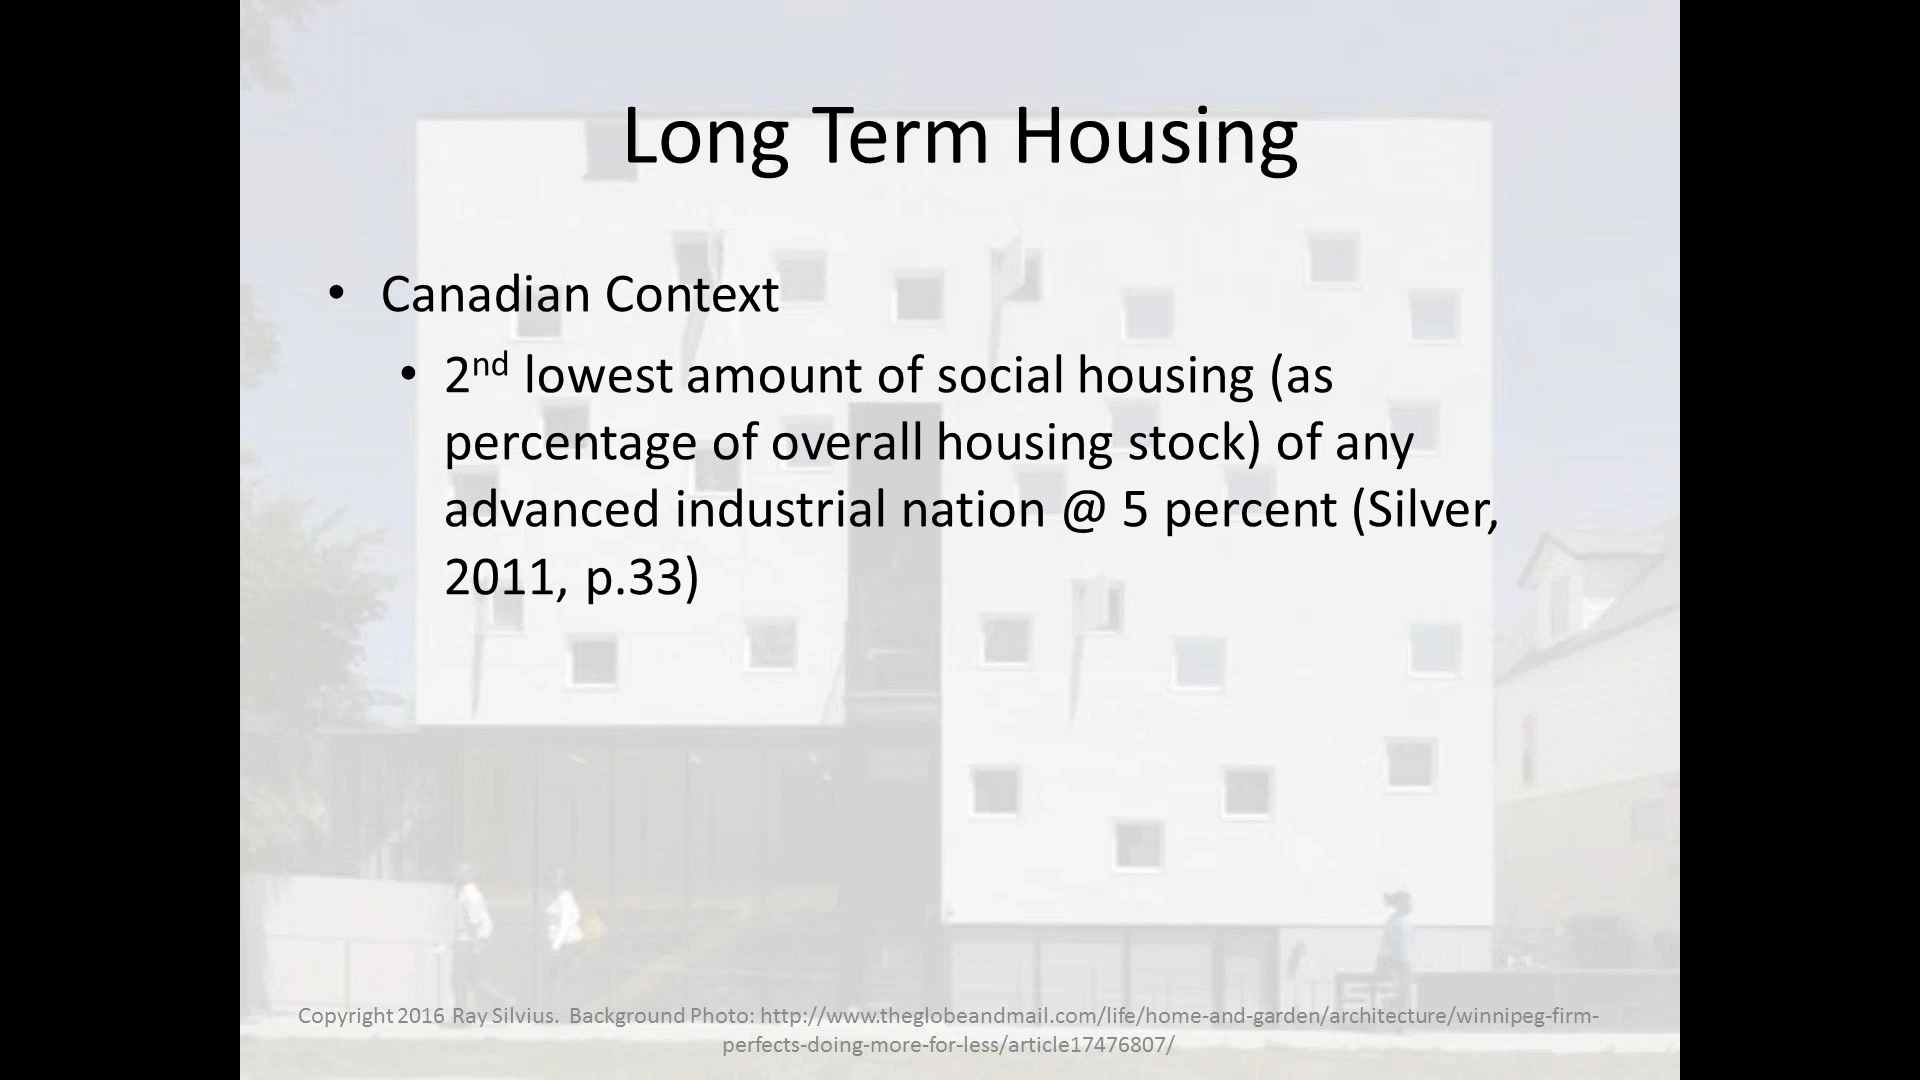 Long Term Housing
• Canadian Context
• 2nd lowest amount of social housing (as
percentage of overall housing stock) of any
advanced industrial nation @ 5 percent (Silver,
2011, p.33)
Copyright 2016 Ray Silvius. Background Photo: http://www.theglobeandmail.com/life/home-and-garden/architecture/winnipeg-firm-
perfects-doing-more-for-less/article17476807/